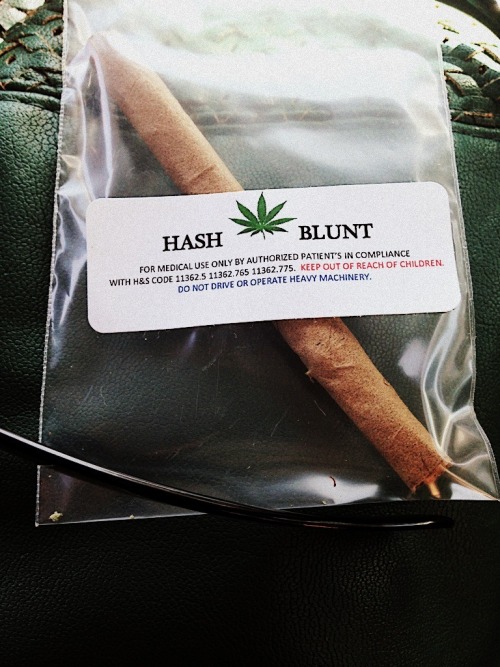 HASH BLUNT
FOR MEDICAL USE ONLY BY AUTHORIZED PATIENT'S IN COMPLIANCE
WITH H&S CODE 11362.5 11362.765 11362.775. KEEP OUT OF REACH OF CHILDREN.
DO NOT DRIVE OR OPERATE HEAVY MACHINERY.